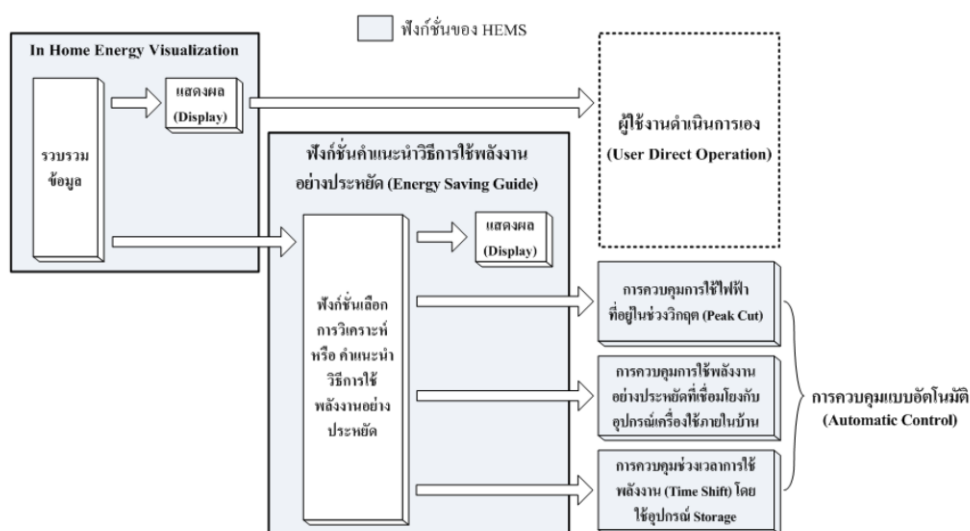 ฟังก์ชั่นของ HEMS
In Home Energy Visualization
รวบรวม
ข้อมูล
แสดงผล
(Display)
ผู้ใช้งานดำเนินการเอง
(User Direct Operation)
ฟังก์ชั่นคำแนะนำวิธีการใช้พลังงาน
อย่างประหยัด (Energy Saving Guide)
ฟังก์ชั่นเลือก
การวิเคราะห์
หรือ คำแนะนำ
วิธีการใช้
พลังงานอย่าง
ประหยัด
แสดงผล
(Display)
การควบคุมการใช้ไฟฟ้า
ที่อยู่ในช่วงวิกฤต (Peak Cut)
การควบคุมการใช้พลังงาน
อย่างประหยัดที่เชื่อมโยงกับ
อุปกรณ์เครื่องใช้ภายในบ้าน
การควบคุมช่วงเวลาการใช้
พลังงาน (Time Shift) โดย
ใช้อุปกรณ์ Storage
การควบคุมแบบอัตโนมัติ
(Automatic Control)